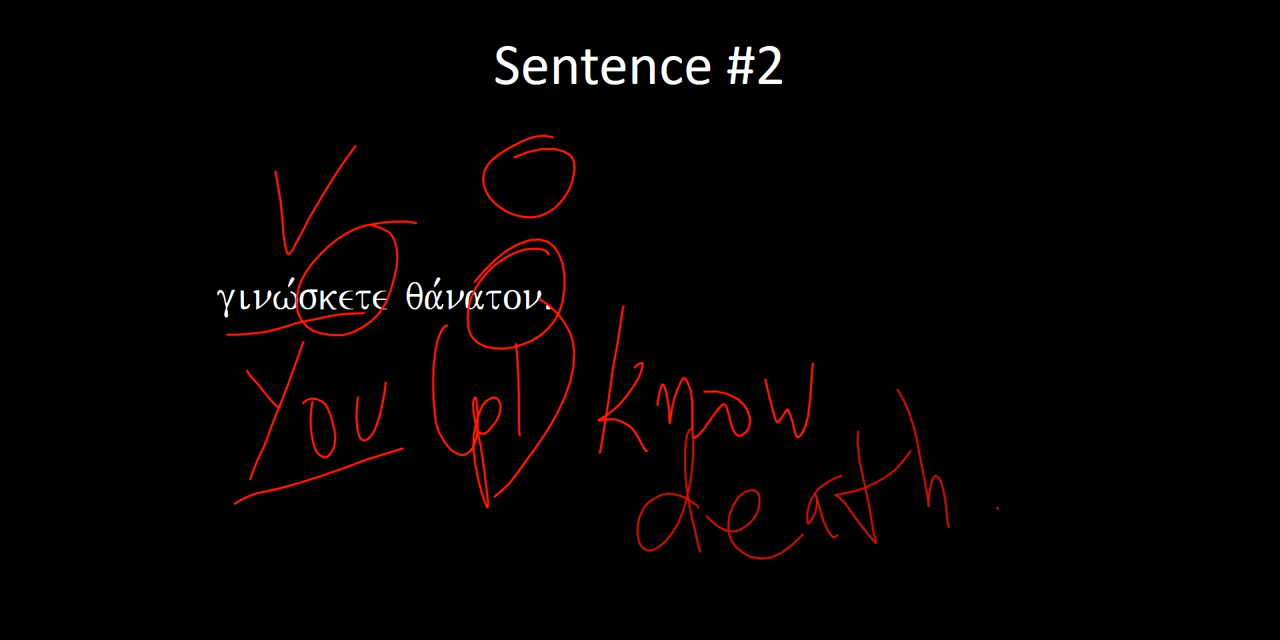 Sentence #2
V O
γινώσκετε θάνατον.
You (pl) know
death.